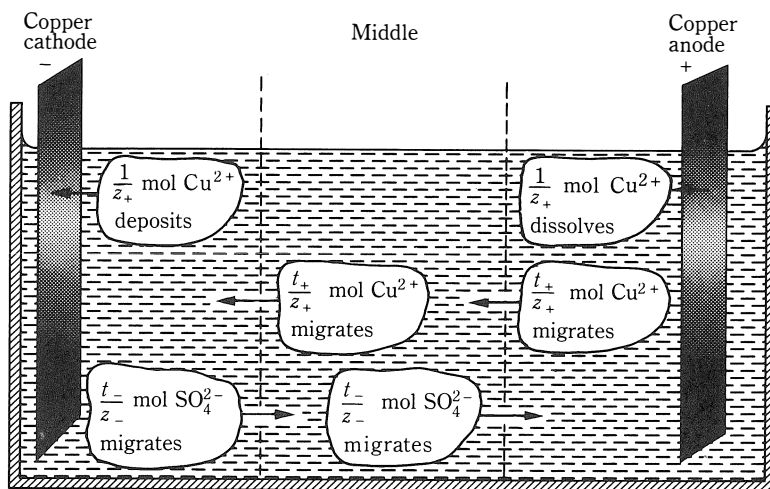 Copper
cathode
−
Middle
Copper
anode
+
1/z₊ mol Cu²⁺
deposits
1/z₊ mol Cu²⁺
dissolves
t₊/z₊ mol Cu²⁺
migrates
t₊/z₊ mol Cu²⁺
migrates
t₋/z₋ mol SO₄²⁻
migrates
t₋/z₋ mol SO₄²⁻
migrates